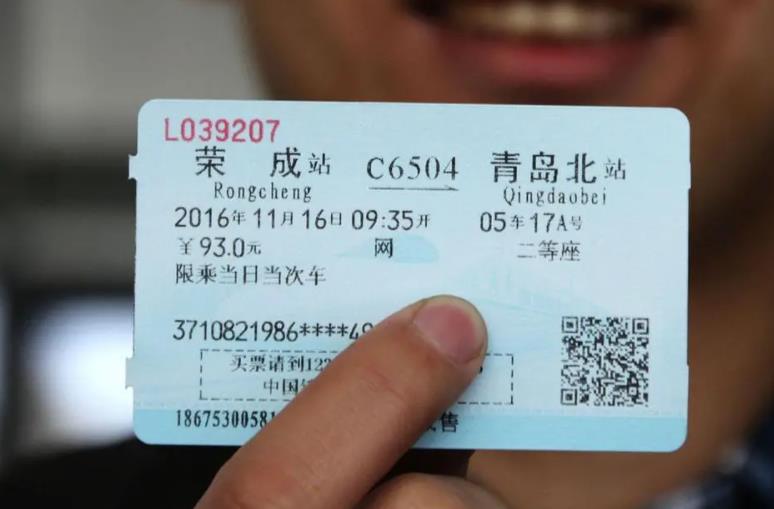 L039207
荣成站 C6504 青岛北站
Rongcheng Qingdaobei
2016年11月16日 09:35开 05车17A号
￥93.0元 网 二等座
限乘当日当次车
3710821986****4
买票请到12
中国
18675300581 售